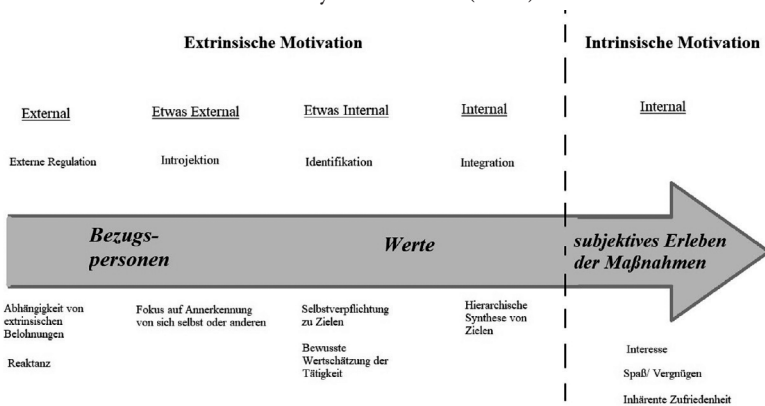 Extrinsische Motivation
Intrinsische Motivation
External
Etwas External
Etwas Internal
Internal
Internal
Externe Regulation
Introjektion
Identifikation
Integration
Bezugs-
personen
Werte
subjektives Erleben
der Maßnahmen
Abhängigkeit von
extrinsischen
Belohnungen
Reaktanz
Fokus auf Annerkennung
von sich selbst oder anderen
Selbstverpflichtung
zu Zielen
Bewusste
Wertschätzung der
Tätigkeit
Hierarchische
Synthese von
Zielen
Interesse
Spaß/ Vergnügen
Inhärente Zufriedenheit